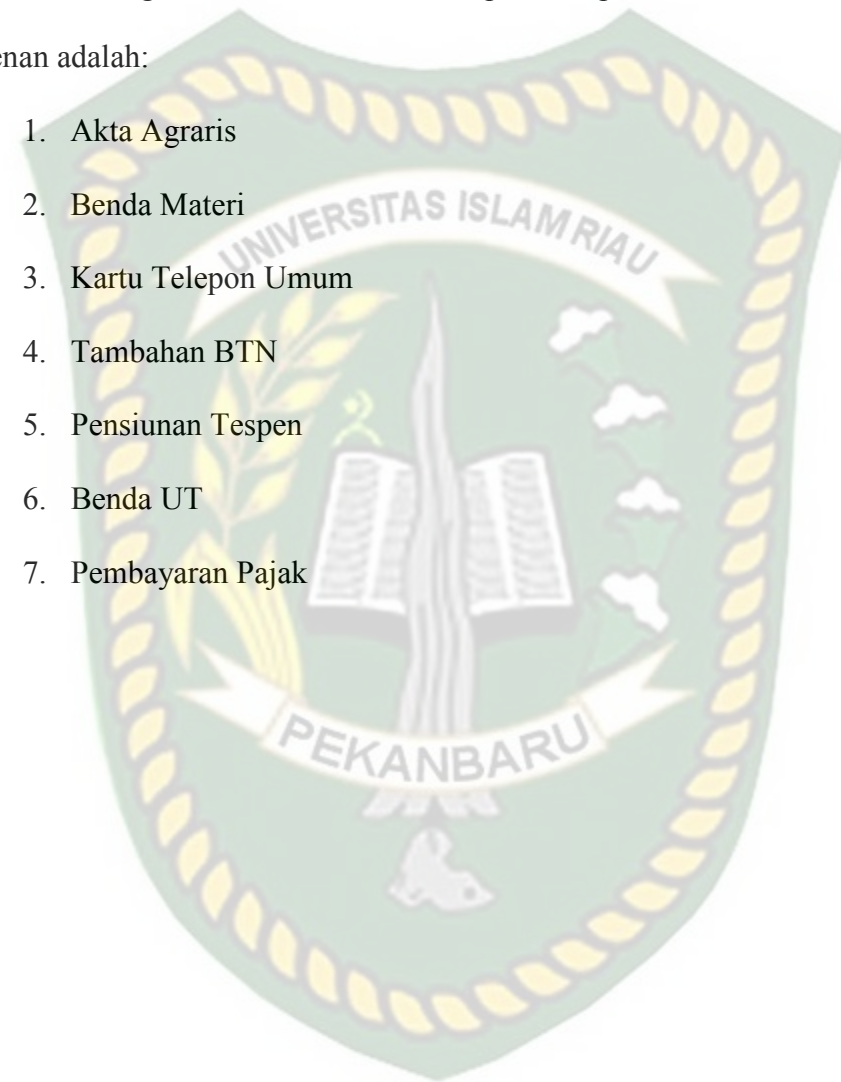 enan adalah:
1. Akta Agraris
2. Benda Materi
UNIVERSITAS ISLAM RIAU
3. Kartu Telepon Umum
4. Tambahan BTN
5. Pensiunan Tespen
6. Benda UT
7. Pembayaran Pajak
PEKANBARU